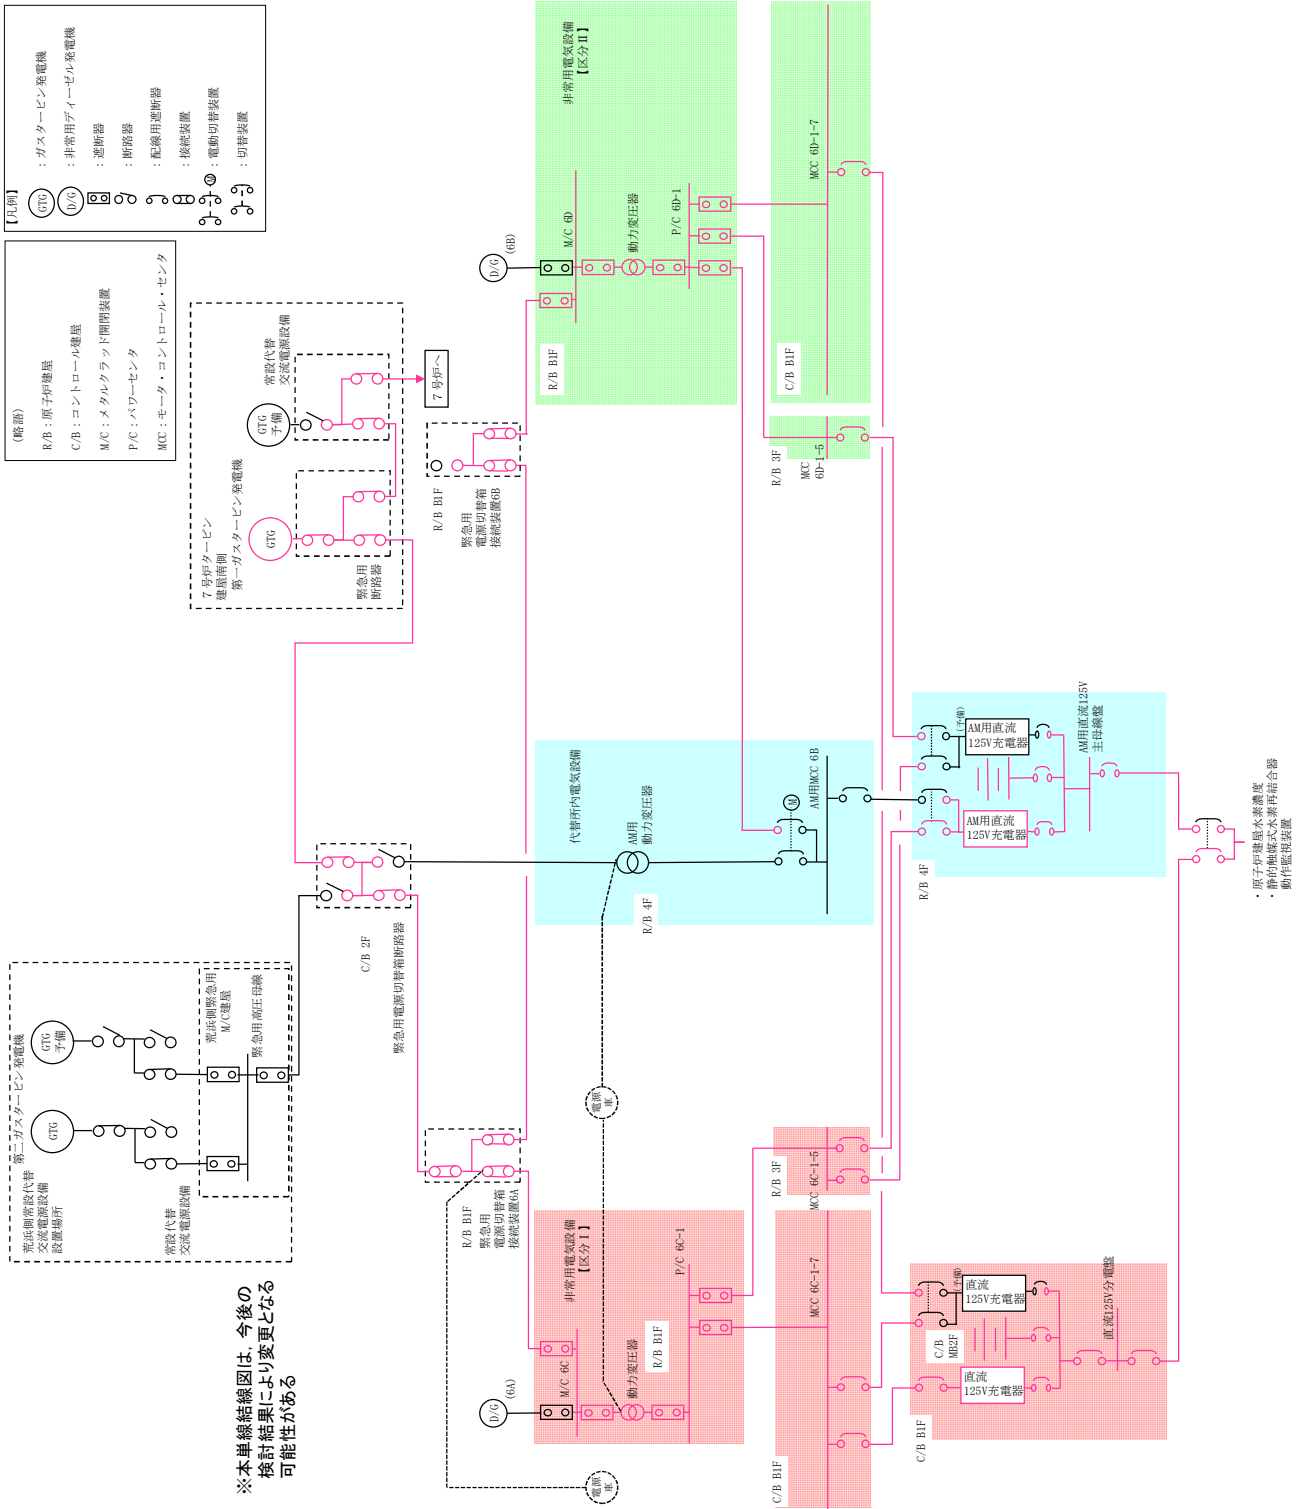 【凡例】
GTG
：ガスタービン発電機
D/G
：非常用ディーゼル発電機
：遮断器
：断路器
：配線用遮断器
：接続装置
M
：電動切替装置
：切替装置
(略語)
R/B：原子炉建屋
C/B：コントロール建屋
M/C：メタルクラッド開閉装置
P/C：パワーセンタ
MCC：モータ・コントロール・センタ
7号炉タービン
建屋南側
第一ガスタービン発電機
GTG
GTG
予備
常設代替
交流電源設備
緊急用
断路器
7号炉へ
荒浜側常設代替
交流電源設備
設置場所
第二ガスタービン発電機
GTG
GTG
予備
常設代替
交流電源設備
荒浜側緊急用
M/C建屋
緊急用高圧母線
C/B 2F
緊急用電源切替箱断路器
R/B B1F
緊急用
電源切替箱
接続装置6A
R/B B1F
緊急用
電源切替箱
接続装置6B
D/G
(6A)
D/G
(6B)
電源
車
電源
車
非常用電気設備
【区分Ⅰ】
M/C 6C
動力変圧器
P/C 6C-1
R/B B1F
代替所内電気設備
AM用
動力変圧器
R/B 4F
M
AM用MCC 6B
非常用電気設備
【区分Ⅱ】
M/C 6D
動力変圧器
P/C 6D-1
R/B B1F
MCC 6C-1-7
C/B B1F
R/B 3F
MCC 6C-1-5
R/B 3F
MCC
6D-1-5
MCC 6D-1-7
C/B B1F
C/B B1F
C/B
MB2F
直流
125V充電器
(予備)
直流
125V充電器
直流125V分電盤
R/B 4F
AM用直流
125V充電器
(予備)
AM用直流
125V充電器
AM用直流125V
主母線盤
・原子炉建屋水素濃度
・静的触媒式水素再結合器
動作監視装置
※本単線結線図は，今後の
検討結果により変更となる
可能性がある